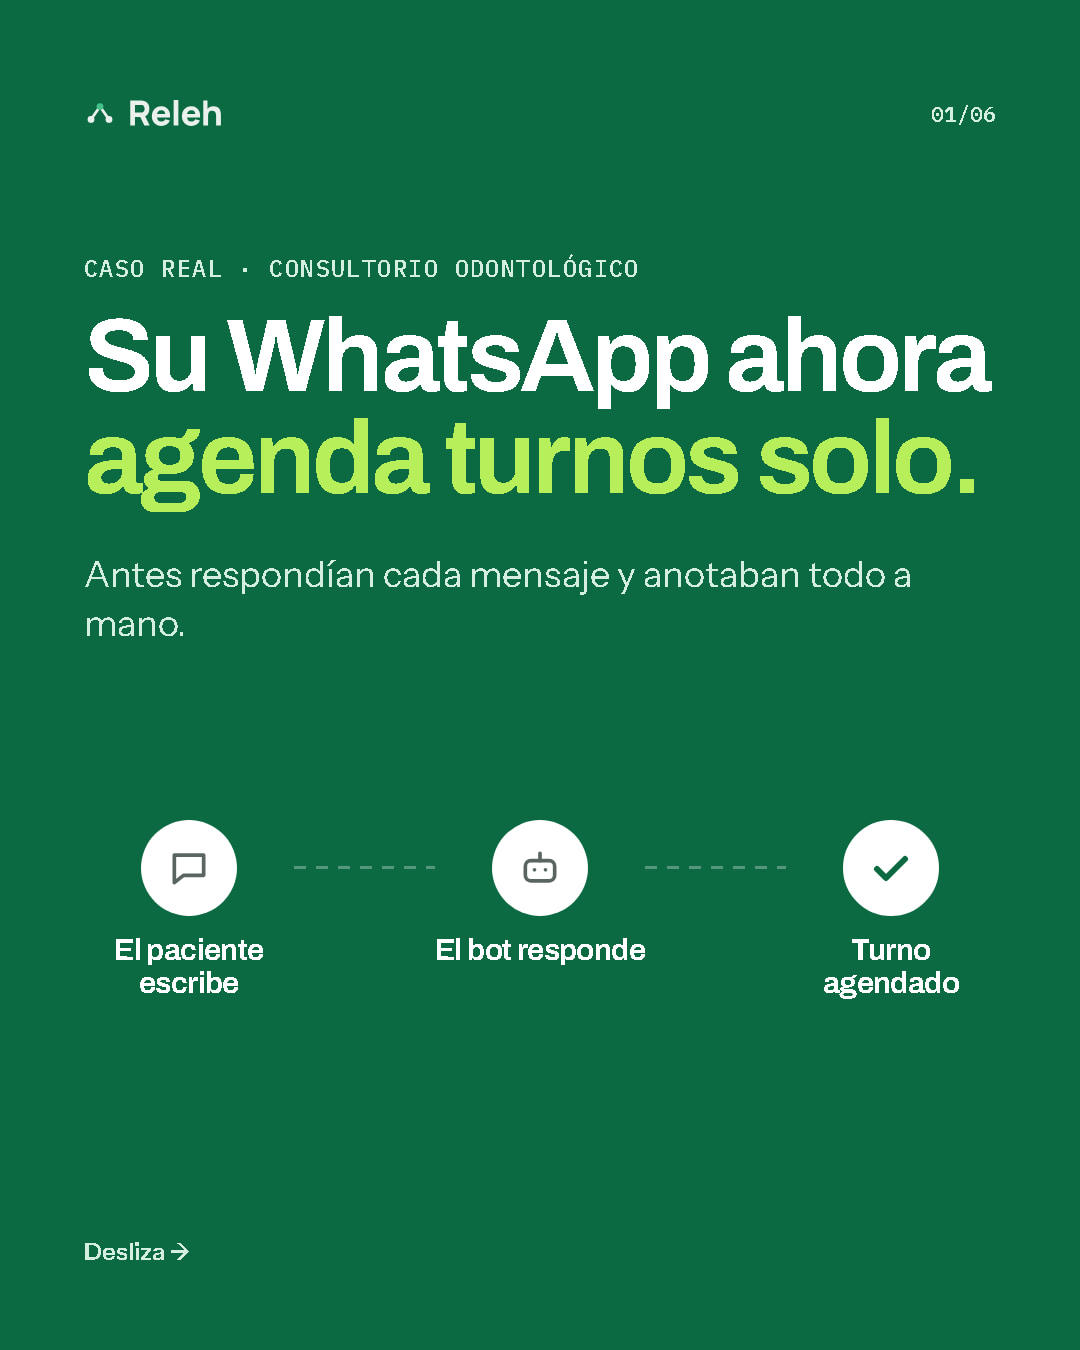 Releh
01/06
CASO REAL · CONSULTORIO ODONTOLÓGICO
Su WhatsApp ahora
agenda turnos solo.
Antes respondían cada mensaje y anotaban todo a
mano.
El paciente
escribe
El bot responde
Turno
agendado
Desliza →